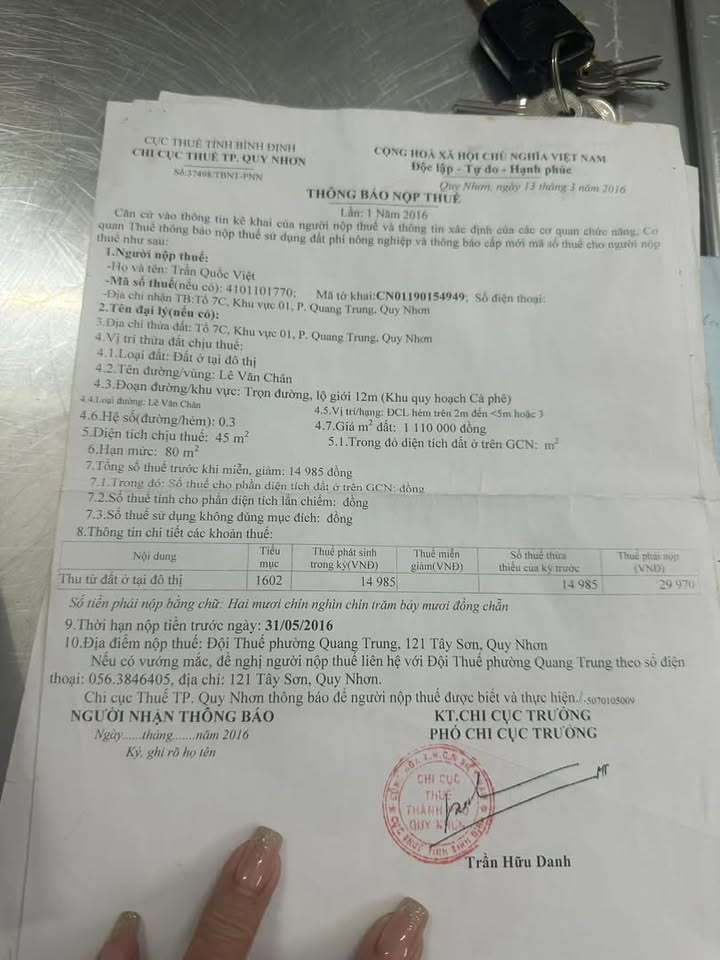 CỤC THUẾ TỈNH BÌNH ĐỊNH
CHI CỤC THUẾ TP. QUY NHƠN
Số:37498/TBNT-PNN
CỘNG HOÀ XÃ HỘI CHỦ NGHĨA VIỆT NAM
Độc lập - Tự do - Hạnh phúc
Quy Nhơn, ngày 13 tháng 3 năm 2016
THÔNG BÁO NỘP THUẾ
Lần: 1 Năm 2016
Căn cứ vào thông tin kê khai của người nộp thuế và thông tin xác định của các cơ quan chức năng. Cơ
quan Thuế thông báo nộp thuế sử dụng đất phi nông nghiệp và thông báo cấp mới mã số thuế cho người nộp
thuế như sau:
1.Người nộp thuế:
-Họ và tên: Trần Quốc Việt
-Mã số thuế(nếu có): 4101101770; Mã tờ khai:CN01190154949; Số điện thoại:
-Địa chỉ nhận TB:Tổ 7C, Khu vực 01, P. Quang Trung, Quy Nhơn
2.Tên đại lý(nếu có):
3.Địa chỉ thửa đất: Tổ 7C, Khu vực 01, P. Quang Trung, Quy Nhơn
4.Vị trí thửa đất chịu thuế:
4.1.Loại đất: Đất ở tại đô thị
4.2.Tên đường/vùng: Lê Văn Chân
4.3.Đoạn đường/khu vực: Trọn đường, lộ giới 12m (Khu quy hoạch Cà phê)
4.4.Loại đường: Lê Văn Chân
4.5.Vị trí/hạng: ĐCL hẻm trên 2m đến <5m hoặc 3
4.6.Hệ số(đường/hẻm): 0.3
4.7.Giá m² đất: 1 110 000 đồng
5.Diện tích chịu thuế: 45 m²
5.1.Trong đó diện tích đất ở trên GCN: m²
6.Hạn mức: 80 m²
7.Tổng số thuế trước khi miễn, giảm: 14 985 đồng
7.1.Trong đó: Số thuế cho phần diện tích đất ở trên GCN: đồng
7.2.Số thuế tính cho phần diện tích lấn chiếm: đồng
7.3.Số thuế sử dụng không đúng mục đích: đồng
8.Thông tin chi tiết các khoản thuế:
Nội dung Tiểu mục Thuế phát sinh trong kỳ(VNĐ) Thuế miễn giảm(VNĐ) Số thuế thừa thiếu của kỳ trước Thuế phải nộp (VNĐ)
Thu từ đất ở tại đô thị 1602 14 985 14 985 29 970
Số tiền phải nộp bằng chữ: Hai mươi chín nghìn chín trăm bảy mươi đồng chẵn
9.Thời hạn nộp tiền trước ngày: 31/05/2016
10.Địa điểm nộp thuế: Đội Thuế phường Quang Trung, 121 Tây Sơn, Quy Nhơn
Nếu có vướng mắc, đề nghị người nộp thuế liên hệ với Đội Thuế phường Quang Trung theo số điện
thoại: 056.3846405, địa chỉ: 121 Tây Sơn, Quy Nhơn.
Chi cục Thuế TP. Quy Nhơn thông báo để người nộp thuế được biết và thực hiện./.5070105009
NGƯỜI NHẬN THÔNG BÁO
Ngày......tháng.......năm 2016
Ký, ghi rõ họ tên
KT.CHI CỤC TRƯỞNG
PHÓ CHI CỤC TRƯỞNG
CHI CỤC
THUẾ
THÀNH
QUY NHƠN
Trần Hữu Danh